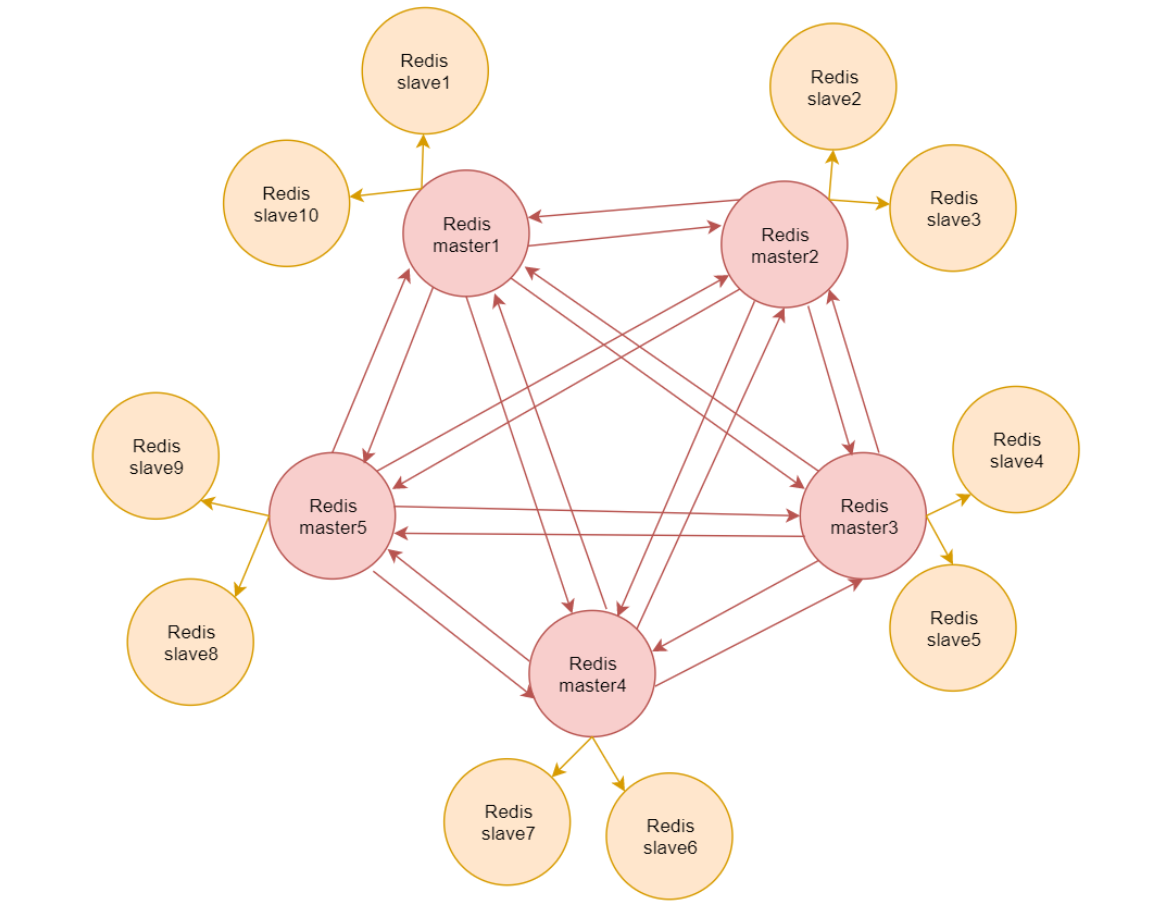 Redis
slave1
Redis
slave2
Redis
slave10
Redis
slave3
Redis
master1
Redis
master2
Redis
slave9
Redis
slave4
Redis
master5
Redis
master3
Redis
slave8
Redis
slave5
Redis
master4
Redis
slave7
Redis
slave6